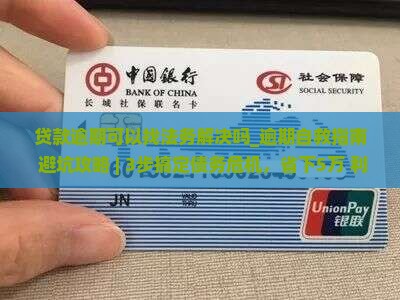 中国银行
BANK OF CHINA
长城 社保联名卡
社会保障
SOCIAL SECURITY
贷款逾期可以找法务解决吗_逾期自救指南
避坑攻略：3步搞定债务危机，省下5万 利
JN
UnionPay
银联